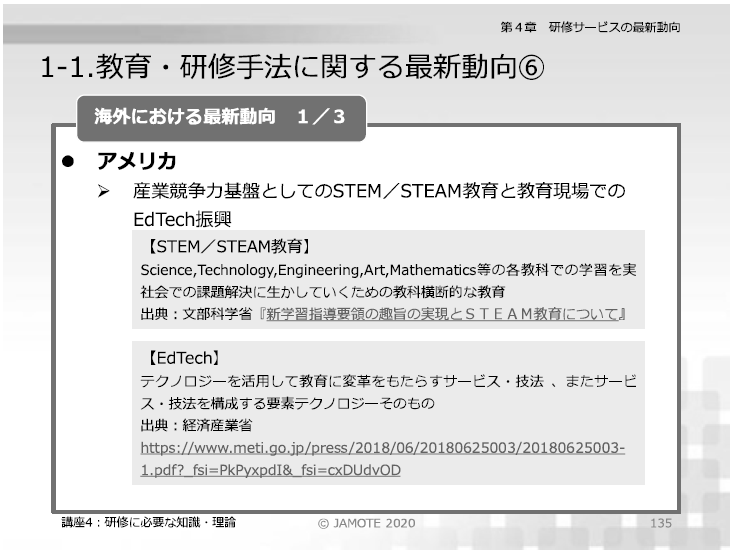 第４章　研修サービスの最新動向
1-1.教育・研修手法に関する最新動向⑥
海外における最新動向　１／３
● アメリカ
➢ 産業競争力基盤としてのSTEM／STEAM教育と教育現場での
EdTech振興
【STEM／STEAM教育】
Science,Technology,Engineering,Art,Mathematics等の各教科での学習を実
社会での課題解決に生かしていくための教科横断的な教育
出典：文部科学省『新学習指導要領の趣旨の実現とＳＴＥＡＭ教育について』
【EdTech】
テクノロジーを活用して教育に変革をもたらすサービス・技法 、またサービ
ス・技法を構成する要素テクノロジーそのもの
出典：経済産業省
https://www.meti.go.jp/press/2018/06/20180625003/20180625003-
1.pdf?_fsi=PkPyxpdI&_fsi=cxDUdvOD
講座4：研修に必要な知識・理論
© JAMOTE 2020
135